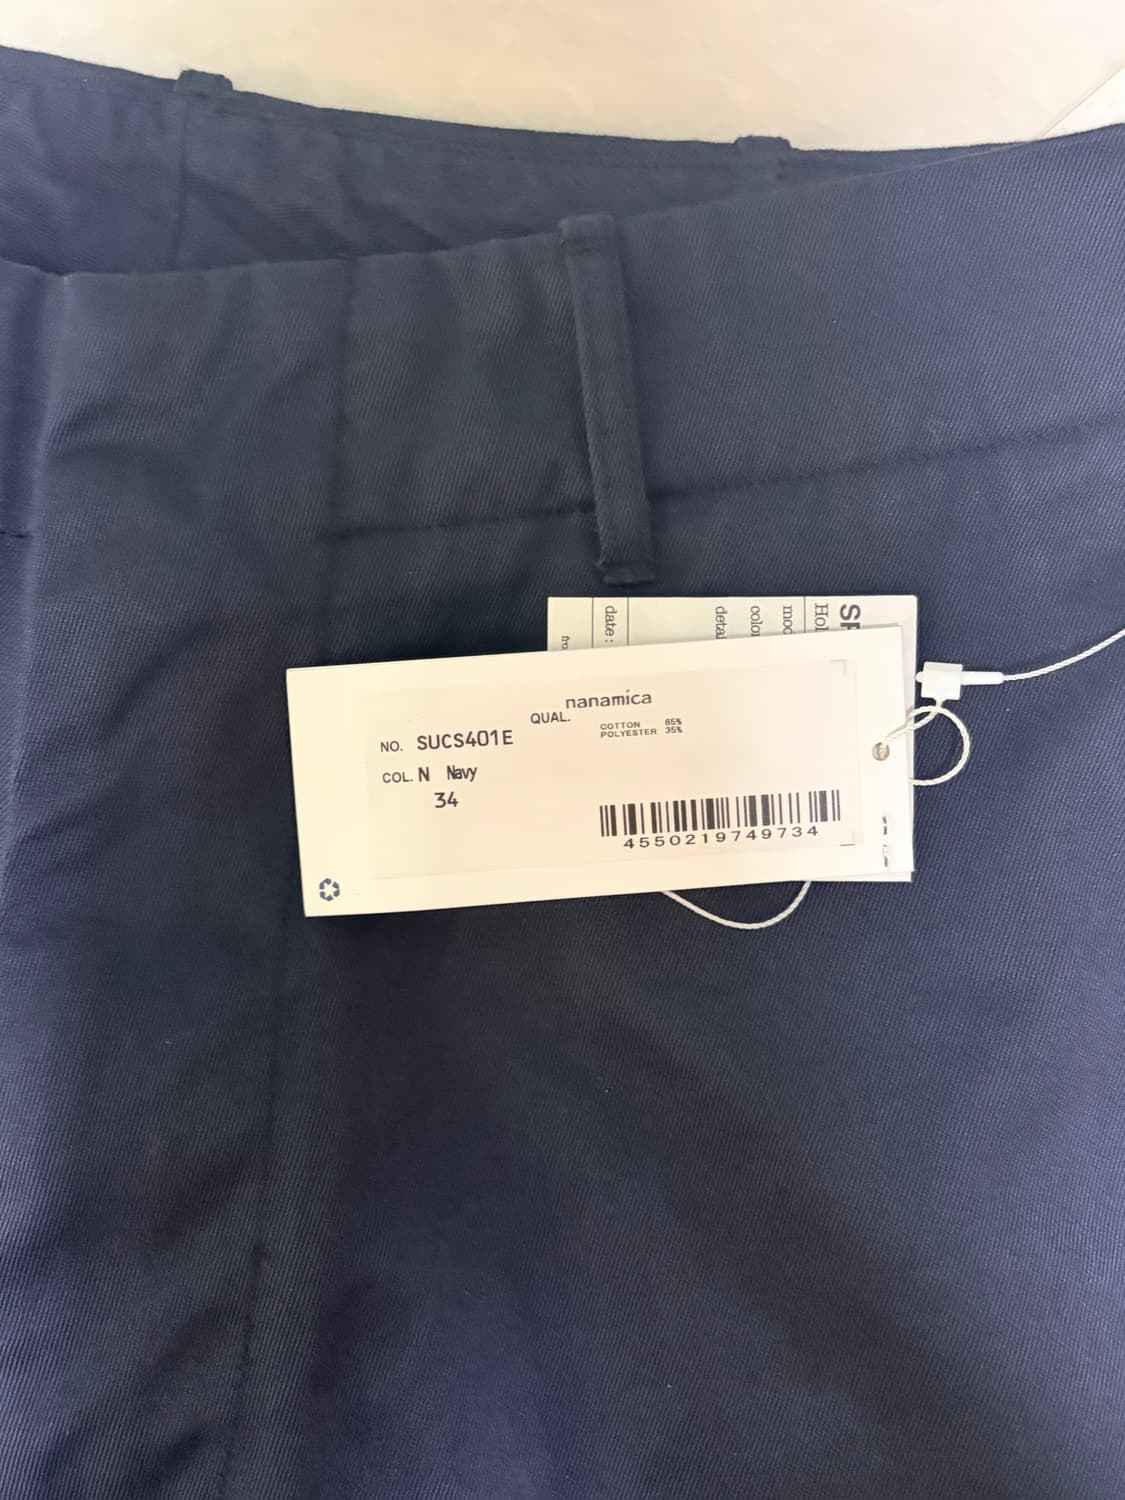 nanamica
QUAL. COTTON 65%
POLYESTER 35%
NO. SUCS401E
COL. N Navy
34
4550219749734
date: